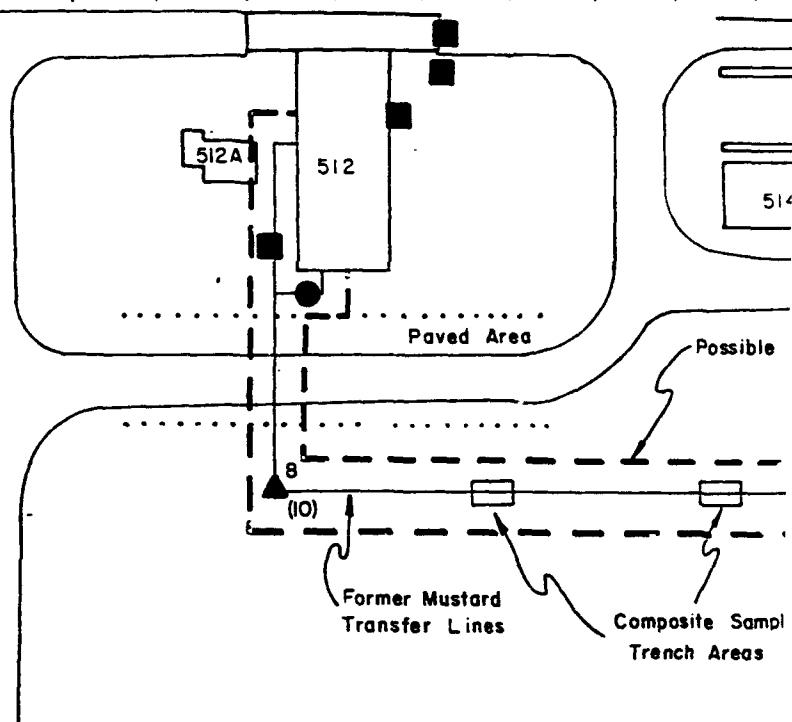 512A
512
514
Paved Area
Possible
8
(10)
Former Mustard
Transfer Lines
Composite Sampl
Trench Areas